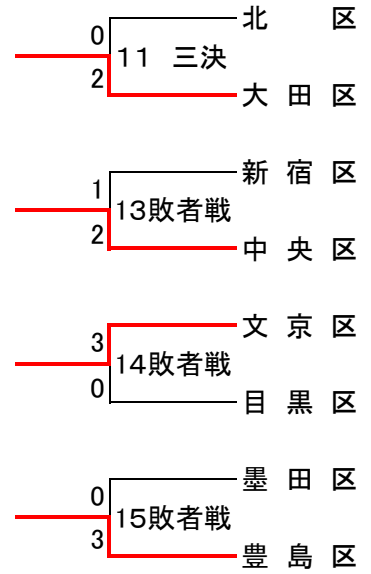 北 区
0
11 三決
2
大 田 区
新 宿 区
1
13敗者戦
2
中 央 区
文 京 区
3
14敗者戦
0
目 黒 区
墨 田 区
0
15敗者戦
3
豊 島 区